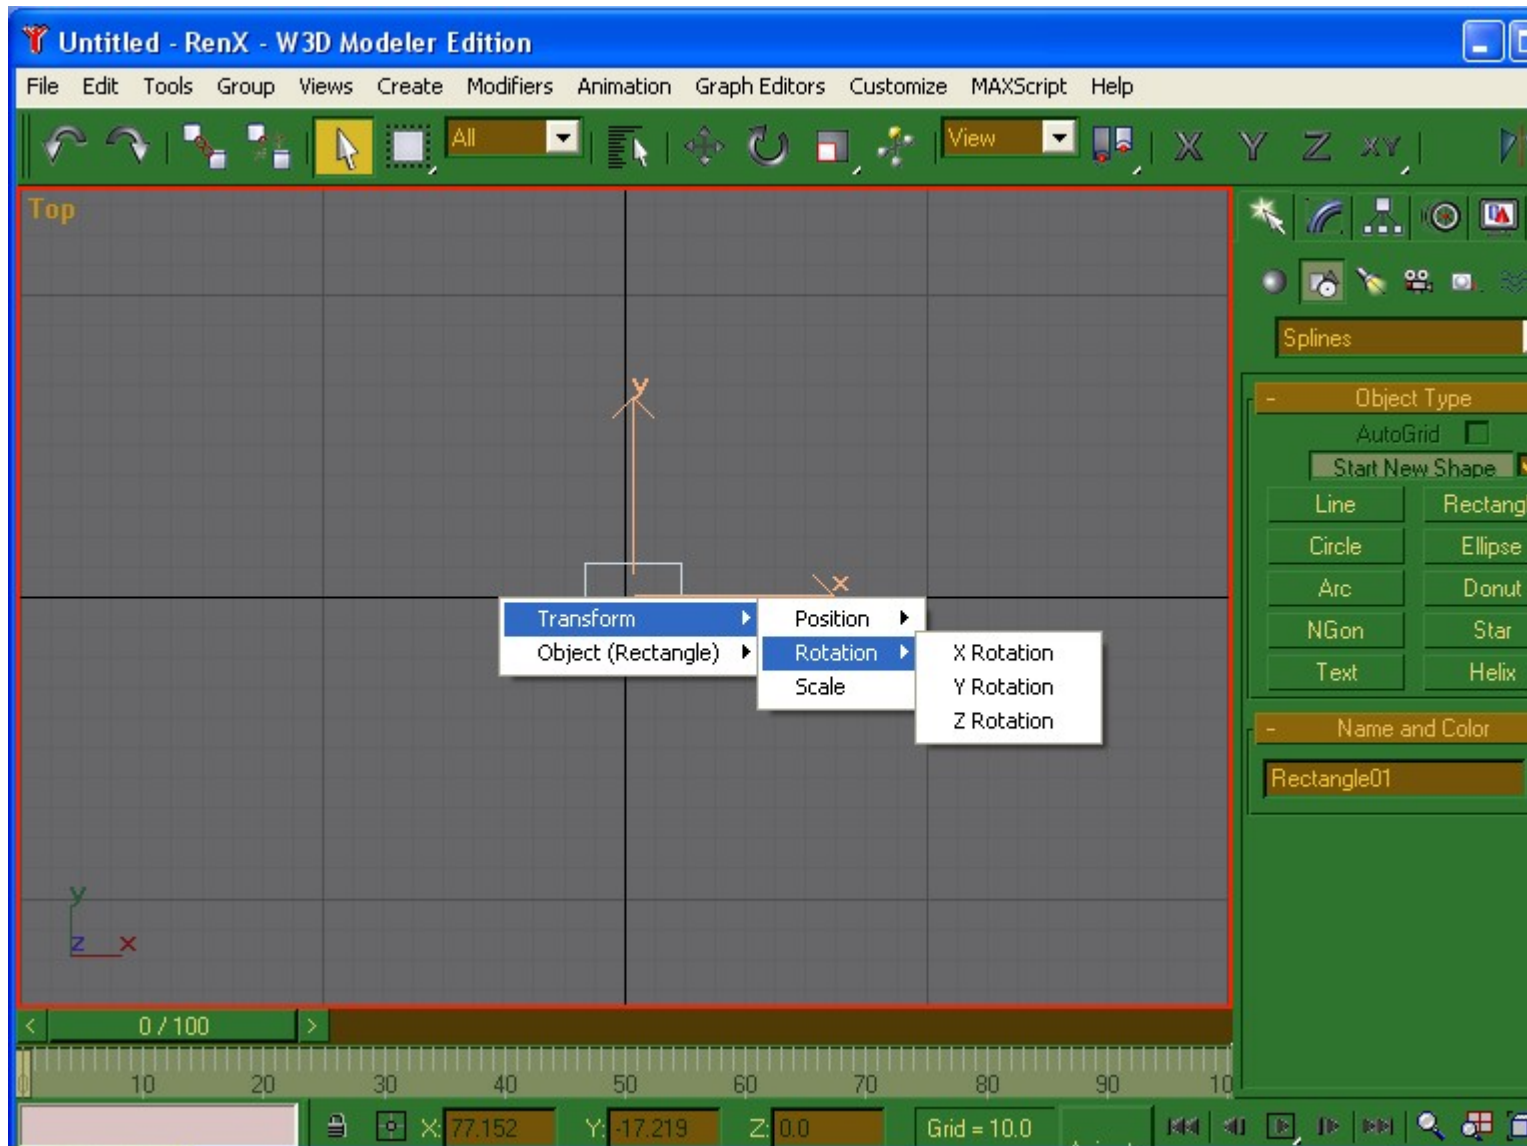 Untitled - RenX - W3D Modeler Edition
File Edit Tools Group Views Create Modifiers Animation Graph Editors Customize MAXScript Help
All View X Y Z XY
Top
Splines
- Object Type
AutoGrid
Start New Shape
Line Rectang
Circle Ellipse
Arc Donut
NGon Star
Text Helix
- Name and Color
Rectangle01
y
x
Transform
Object (Rectangle)
Position
Rotation
Scale
X Rotation
Y Rotation
Z Rotation
y
z x
< 0 / 100 >
0 10 20 30 40 50 60 70 80 90 10
X: 77.152 Y: -17.219 Z: 0.0 Grid = 10.0